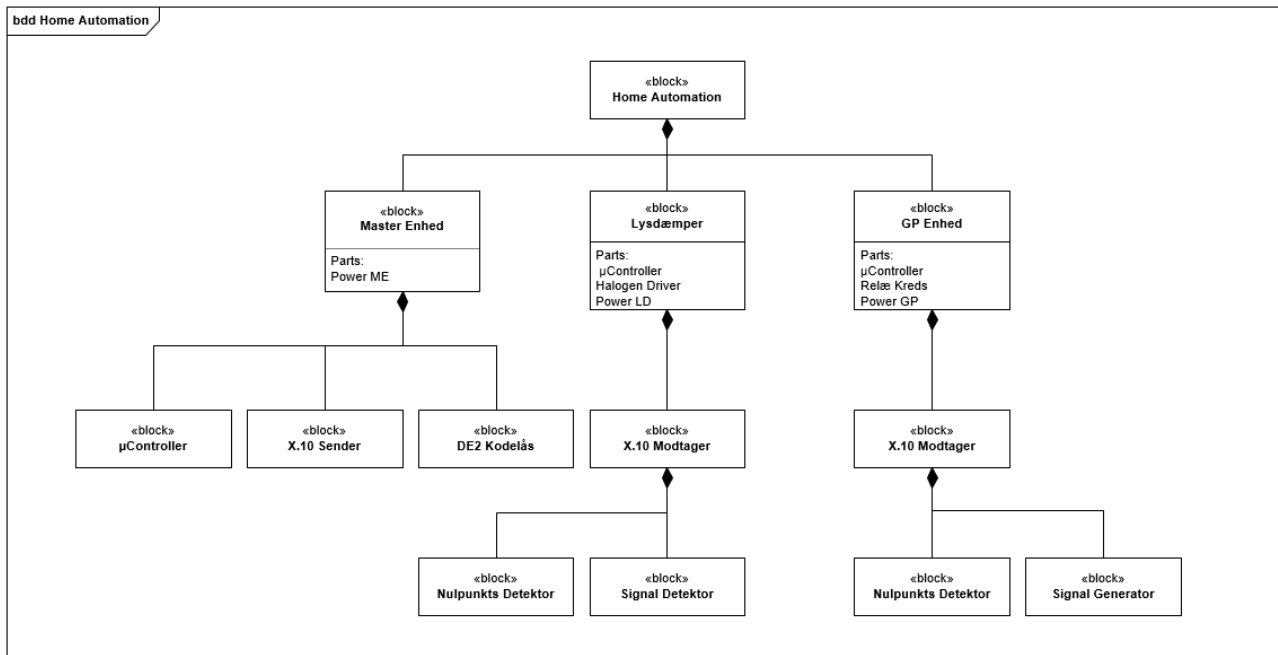 bdd Home Automation
«block»
Home Automation
«block»
Master Enhed
Parts:
Power ME
«block»
Lysdæmper
Parts:
µController
Halogen Driver
Power LD
«block»
GP Enhed
Parts:
µController
Relæ Kreds
Power GP
«block»
µController
«block»
X.10 Sender
«block»
DE2 Kodelås
«block»
X.10 Modtager
«block»
X.10 Modtager
«block»
Nulpunkts Detektor
«block»
Signal Detektor
«block»
Nulpunkts Detektor
«block»
Signal Generator